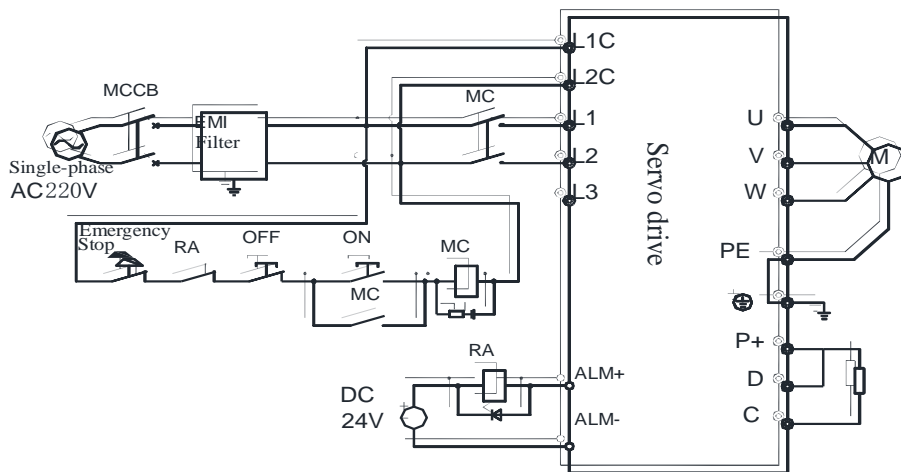 L1C
L2C
MCCB
MC
EMI
Filter
L1
L2
L3
Single-phase
AC220V
U
V
W
M
Servo drive
PE
Emergency
Stop
RA
OFF
ON
MC
MC
P+
D
C
RA
DC
24V
ALM+
ALM-